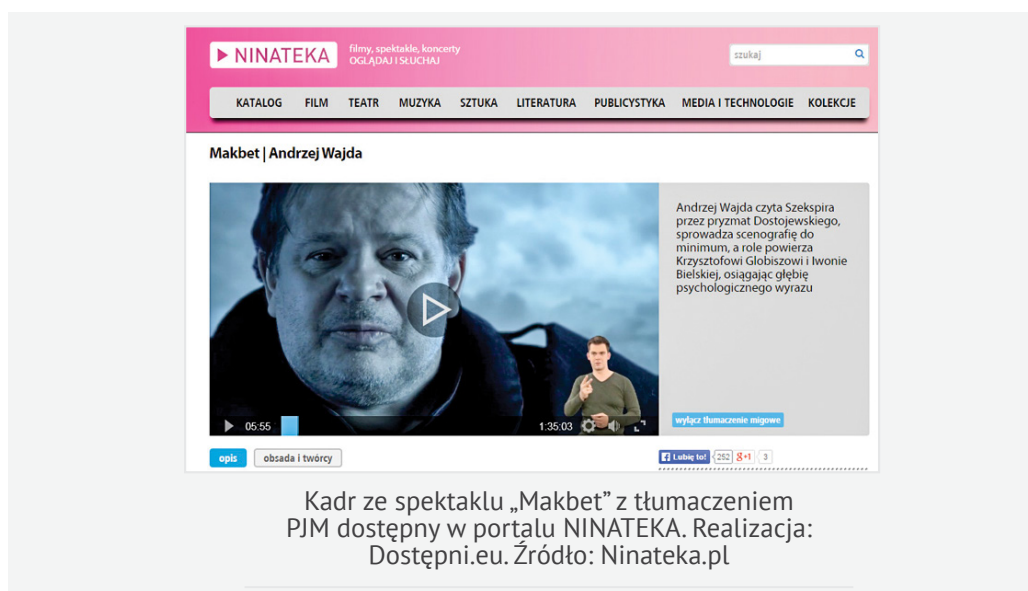 NINATEKA
filmy, spektakle, koncerty
OGLĄDAJ I SŁUCHAJ
szukaj
KATALOG FILM TEATR MUZYKA SZTUKA LITERATURA PUBLICYSTYKA MEDIA I TECHNOLOGIE KOLEKCJE
Makbet | Andrzej Wajda
Andrzej Wajda czyta Szekspira
przez pryzmat Dostojewskiego,
sprowadza scenografię do
minimum, a role powierza
Krzysztofowi Globiszowi i Iwonie
Bielskiej, osiągając głębię
psychologicznego wyrazu
wyłącz tłumaczenie migowe
05:55 1:35:03
opis obsada i twórcy Lubię to! 252 g+1 3
Kadr ze spektaklu „Makbet” z tłumaczeniem
PJM dostępny w portalu NINATEKA. Realizacja:
Dostępni.eu. Źródło: Ninateka.pl